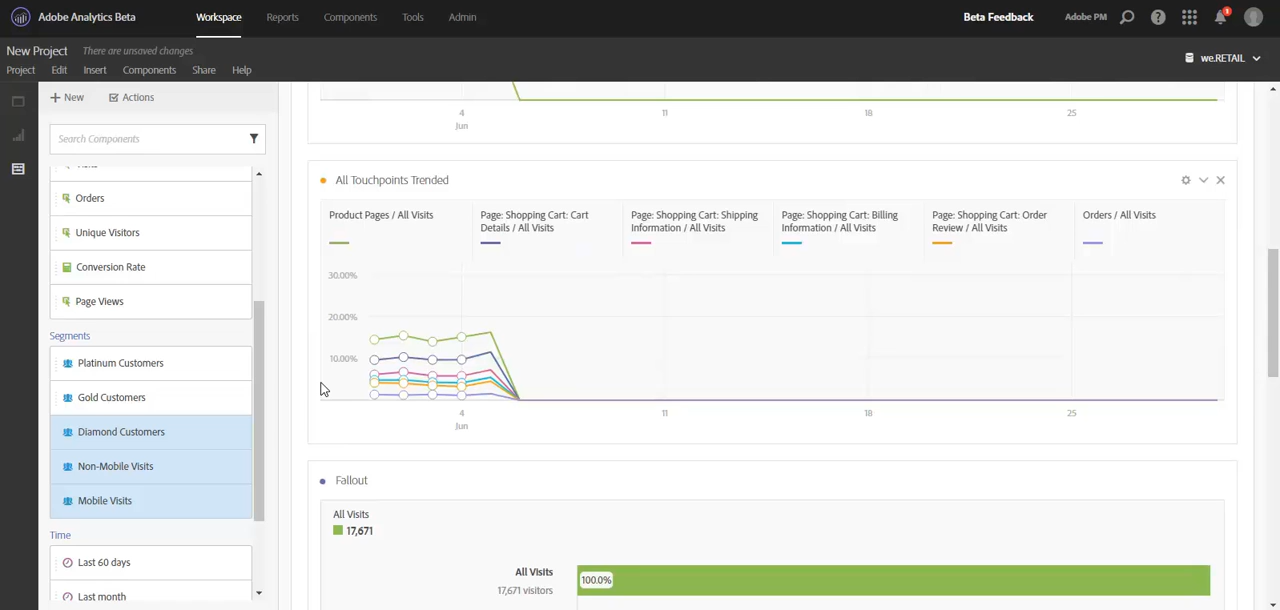 Adobe Analytics Beta
Workspace
Reports
Components
Tools
Admin
Beta Feedback
Adobe PM
1
New Project
There are unsaved changes
Project
Edit
Insert
Components
Share
Help
we.RETAIL
+ New
Actions
Search Components
Orders
Unique Visitors
Conversion Rate
Page Views
Segments
Platinum Customers
Gold Customers
Diamond Customers
Non-Mobile Visits
Mobile Visits
Time
Last 60 days
Last month
4
11
18
25
Jun
All Touchpoints Trended
Product Pages / All Visits
Page: Shopping Cart: Cart
Details / All Visits
Page: Shopping Cart: Shipping
Information / All Visits
Page: Shopping Cart: Billing
Information / All Visits
Page: Shopping Cart: Order
Review / All Visits
Orders / All Visits
30.00%
20.00%
10.00%
4
11
18
25
Jun
Fallout
All Visits
17,671
All Visits
17,671 visitors
100.0%